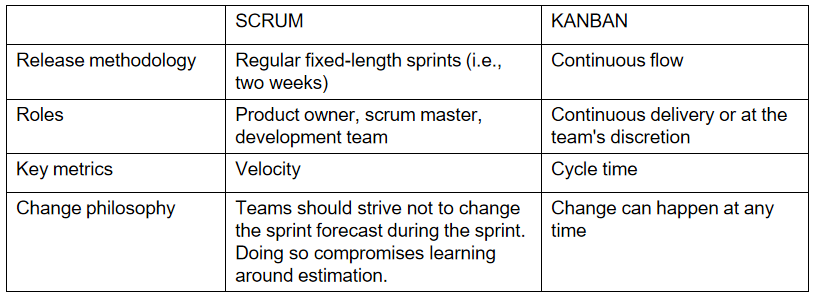 SCRUM KANBAN
Release methodology Regular fixed-length sprints (i.e., Continuous flow
two weeks)
Roles Product owner, scrum master, Continuous delivery or at the
development team team's discretion
Key metrics Velocity Cycle time
Change philosophy Teams should strive not to change Change can happen at any
the sprint forecast during the sprint. time
Doing so compromises learning
around estimation.